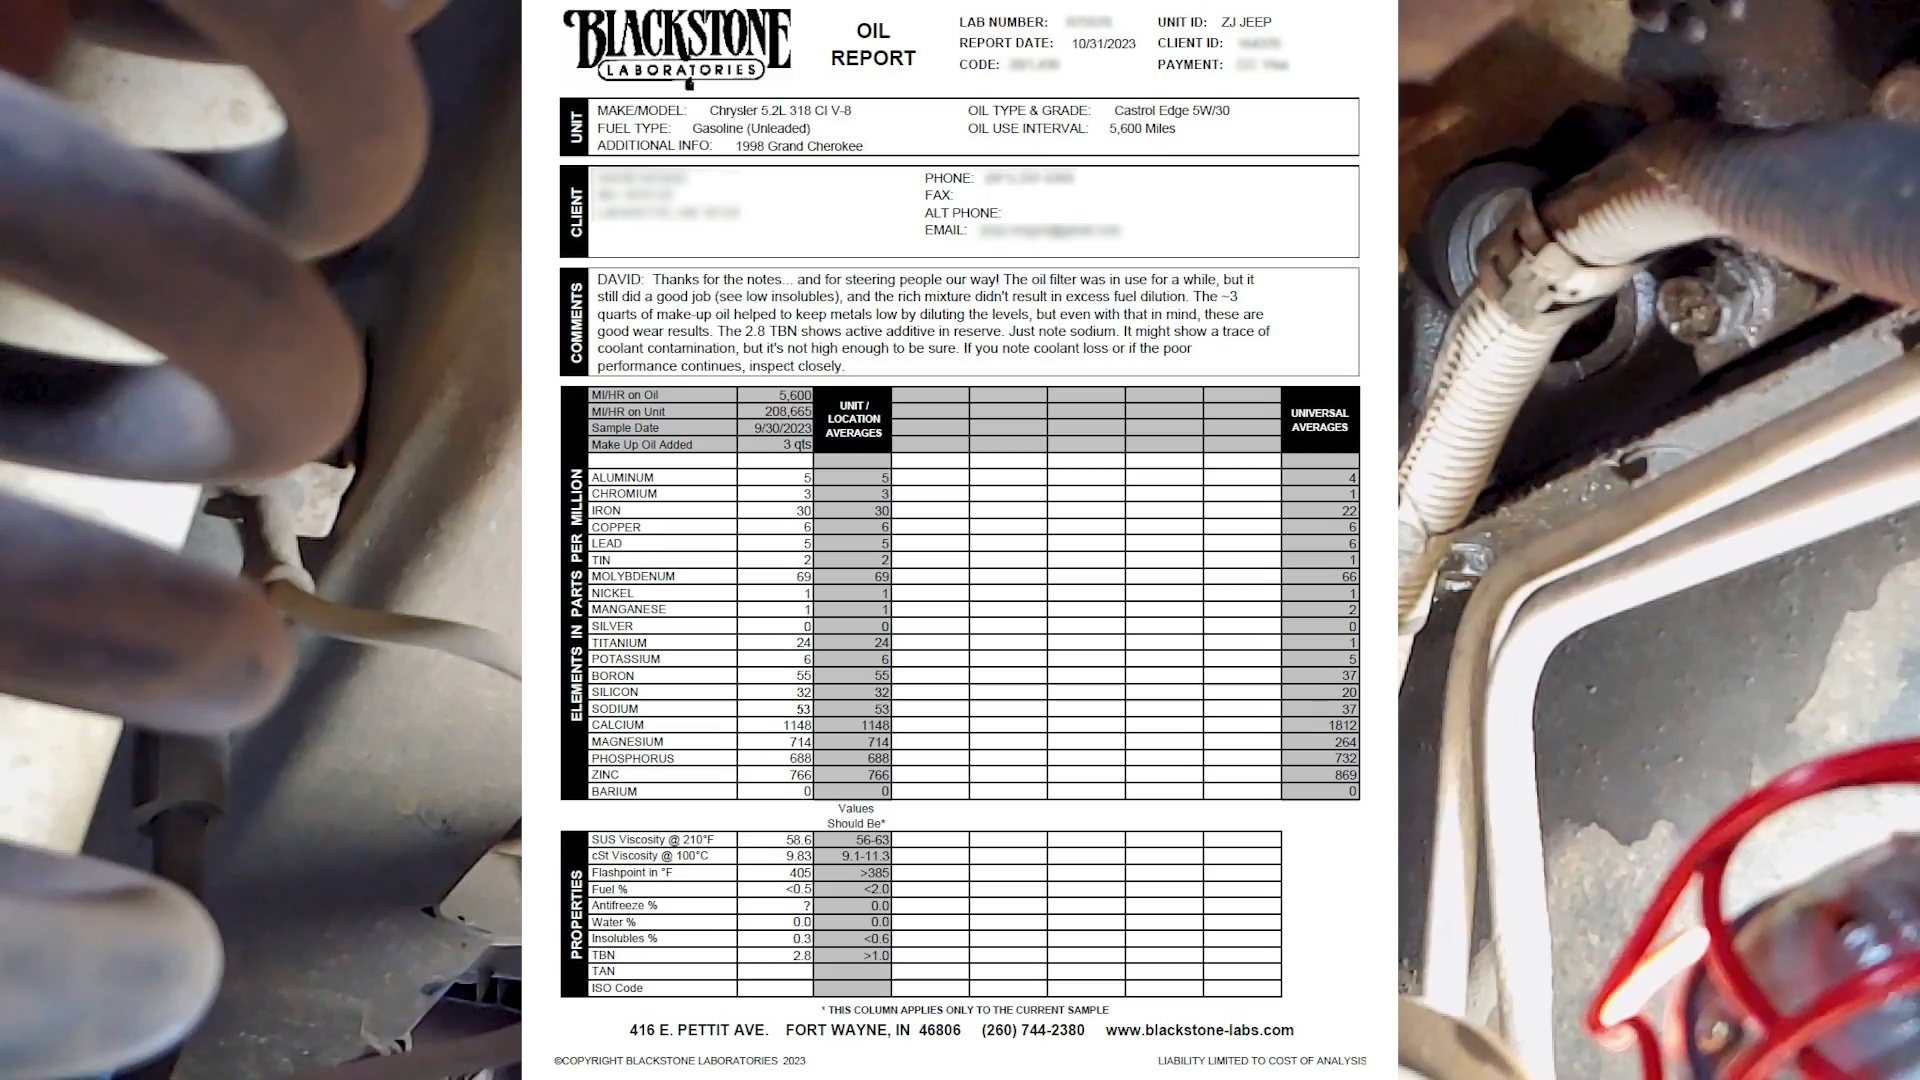 BLACKSTONE
LABORATORIES
OIL
REPORT
LAB NUMBER:
REPORT DATE: 10/31/2023
CODE:
UNIT ID: ZJ JEEP
CLIENT ID:
PAYMENT:
UNIT
MAKE/MODEL: Chrysler 5.2L 318 CI V-8
FUEL TYPE: Gasoline (Unleaded)
ADDITIONAL INFO: 1998 Grand Cherokee
OIL TYPE & GRADE: Castrol Edge 5W/30
OIL USE INTERVAL: 5,600 Miles
CLIENT
PHONE:
FAX:
ALT PHONE:
EMAIL:
COMMENTS
DAVID: Thanks for the notes... and for steering people our way! The oil filter was in use for a while, but it
still did a good job (see low insolubles), and the rich mixture didn't result in excess fuel dilution. The ~3
quarts of make-up oil helped to keep metals low by diluting the levels, but even with that in mind, these are
good wear results. The 2.8 TBN shows active additive in reserve. Just note sodium. It might show a trace of
coolant contamination, but it's not high enough to be sure. If you note coolant loss or if the poor
performance continues, inspect closely.
MI/HR on Oil 5,600
MI/HR on Unit 208,665
Sample Date 9/30/2023
Make Up Oil Added 3 qts
UNIT /
LOCATION
AVERAGES
UNIVERSAL
AVERAGES
ELEMENTS IN PARTS PER MILLION
ALUMINUM 5 5 4
CHROMIUM 3 3 1
IRON 30 30 22
COPPER 6 6 6
LEAD 5 5 6
TIN 2 2 1
MOLYBDENUM 69 69 66
NICKEL 1 1 1
MANGANESE 1 1 2
SILVER 0 0 0
TITANIUM 24 24 1
POTASSIUM 6 6 5
BORON 55 55 37
SILICON 32 32 20
SODIUM 53 53 37
CALCIUM 1148 1148 1812
MAGNESIUM 714 714 264
PHOSPHORUS 688 688 732
ZINC 766 766 869
BARIUM 0 0 0
Values
Should Be*
PROPERTIES
SUS Viscosity @ 210°F 58.6 56-63
cSt Viscosity @ 100°C 9.83 9.1-11.3
Flashpoint in °F 405 >385
Fuel % <0.5 <2.0
Antifreeze % ? 0.0
Water % 0.0 0.0
Insolubles % 0.3 <0.6
TBN 2.8 >1.0
TAN
ISO Code
* THIS COLUMN APPLIES ONLY TO THE CURRENT SAMPLE
416 E. PETTIT AVE. FORT WAYNE, IN 46806 (260) 744-2380 www.blackstone-labs.com
©COPYRIGHT BLACKSTONE LABORATORIES 2023
LIABILITY LIMITED TO COST OF ANALYSIS